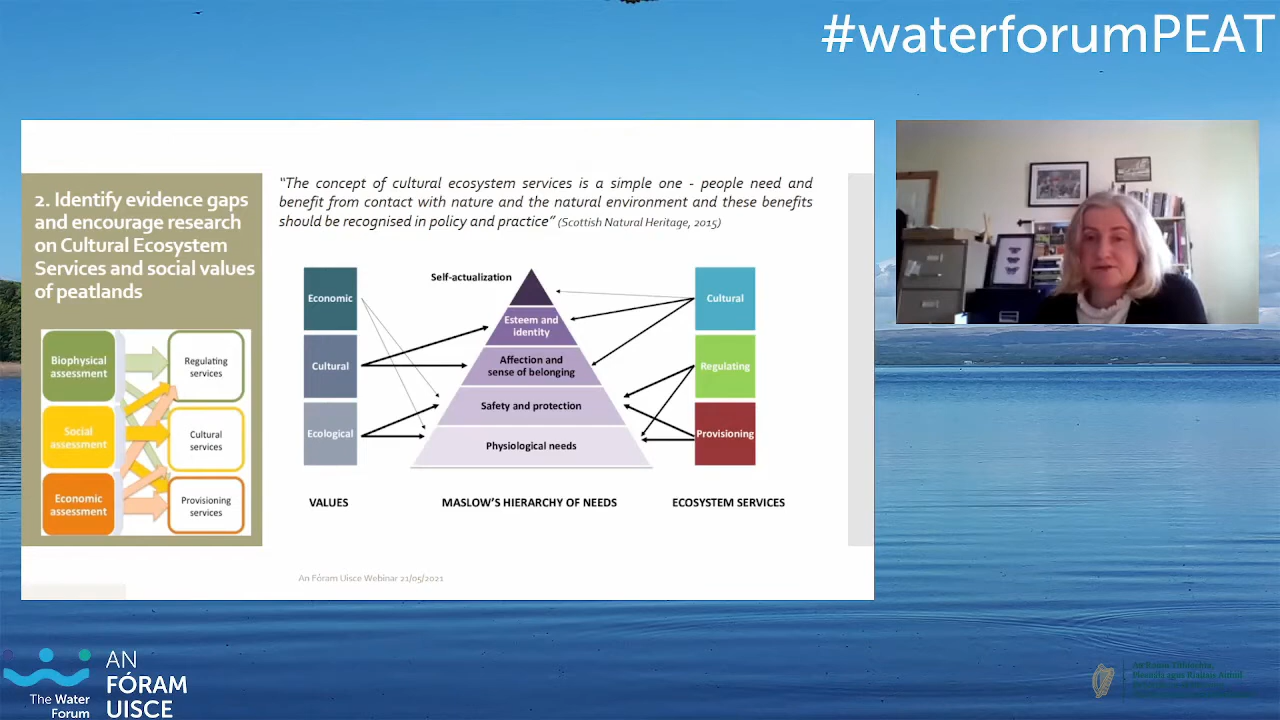 #waterforumPEAT
2. Identify evidence gaps
and encourage research
on Cultural Ecosystem
Services and social values
of peatlands
Biophysical
assessment
Regulating
services
Social
assessment
Cultural
services
Economic
assessment
Provisioning
services
“The concept of cultural ecosystem services is a simple one - people need and
benefit from contact with nature and the natural environment and these benefits
should be recognised in policy and practice” (Scottish Natural Heritage, 2015)
Economic
Cultural
Ecological
VALUES
Self-actualization
Esteem and
identity
Affection and
sense of belonging
Safety and protection
Physiological needs
MASLOW'S HIERARCHY OF NEEDS
Cultural
Regulating
Provisioning
ECOSYSTEM SERVICES
An Fóram Uisce Webinar 21/05/2021
The Water
Forum
AN
FÓRAM
UISCE